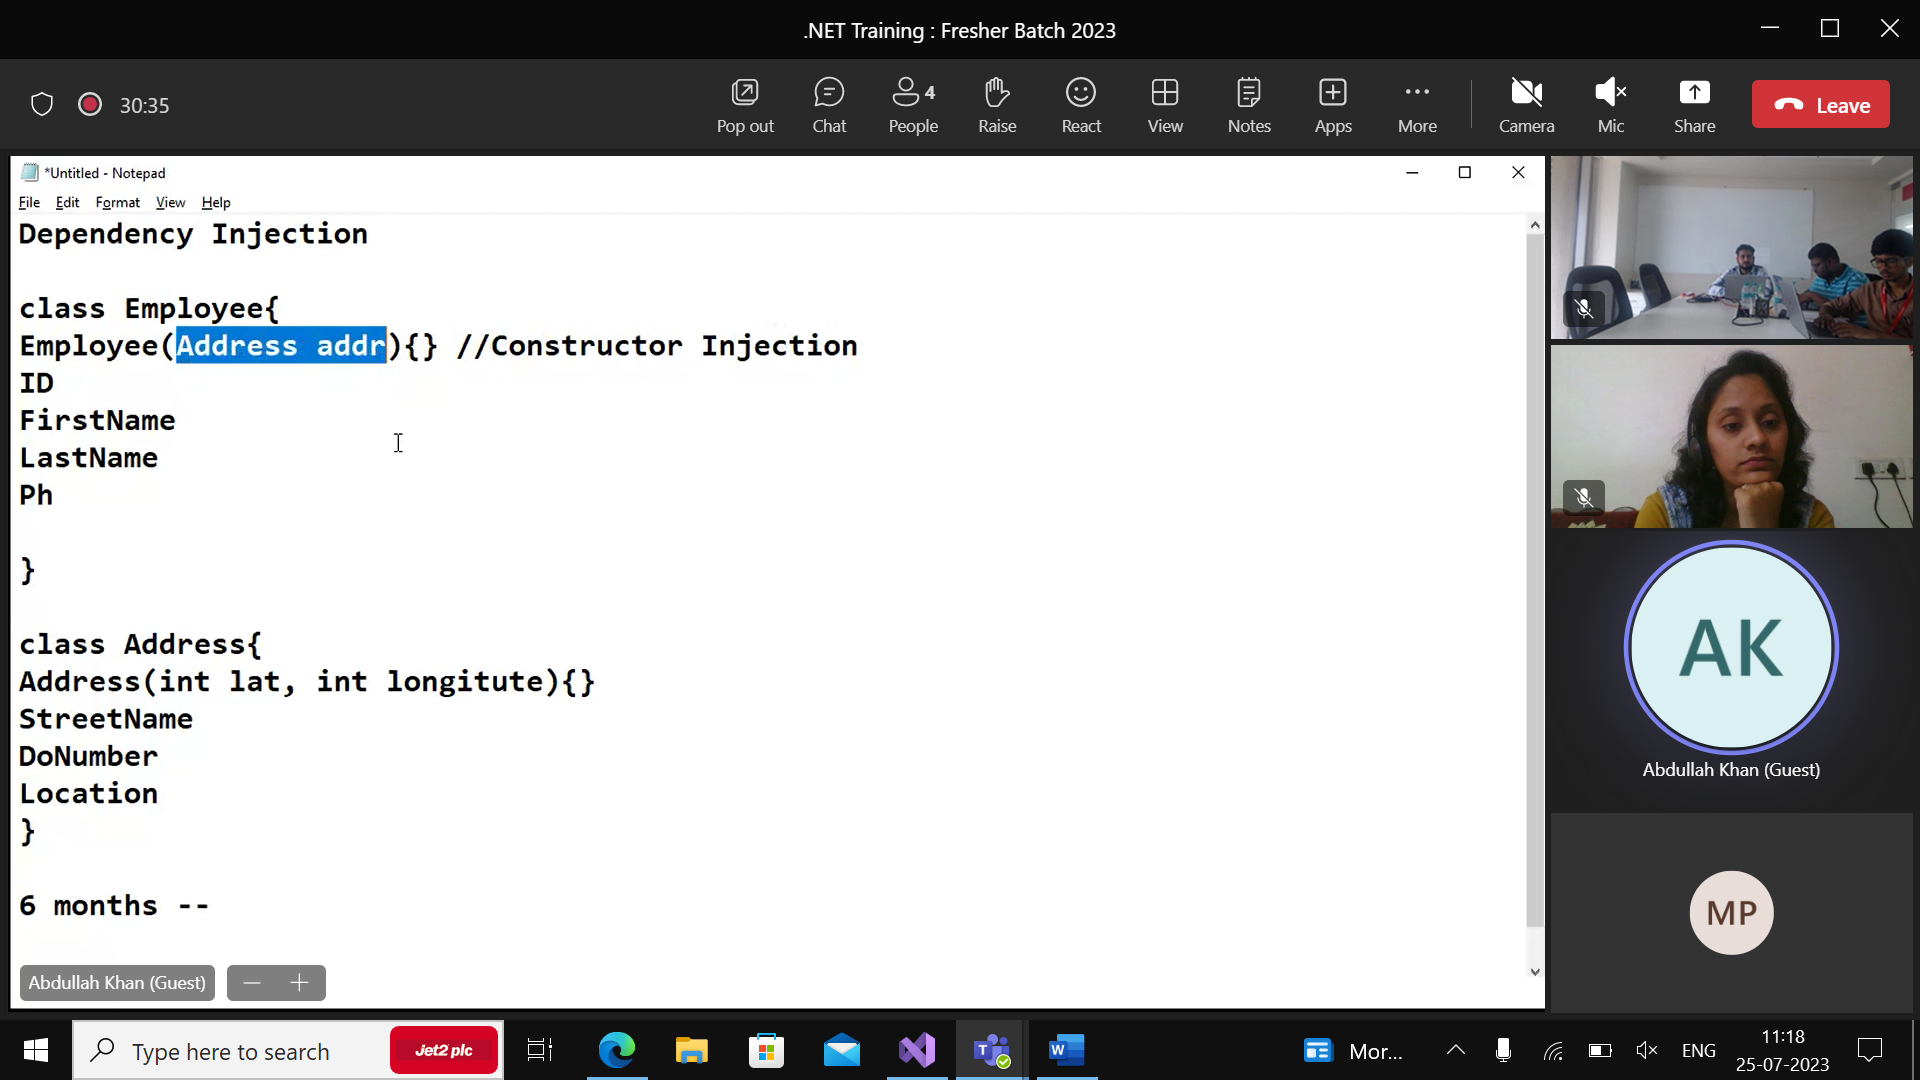 .NET Training : Fresher Batch 2023
30:35
Pop out
Chat
4
People
Raise
React
View
Notes
Apps
More
Camera
Mic
Share
Leave
*Untitled - Notepad
File Edit Format View Help
Dependency Injection
class Employee{
Employee(Address addr){} //Constructor Injection
ID
FirstName
LastName
Ph
}
class Address{
Address(int lat, int longitute){}
StreetName
DoNumber
Location
}
6 months --
Abdullah Khan (Guest)
AK
Abdullah Khan (Guest)
MP
Type here to search
Jet2 plc
Mor...
ENG
11:18
25-07-2023